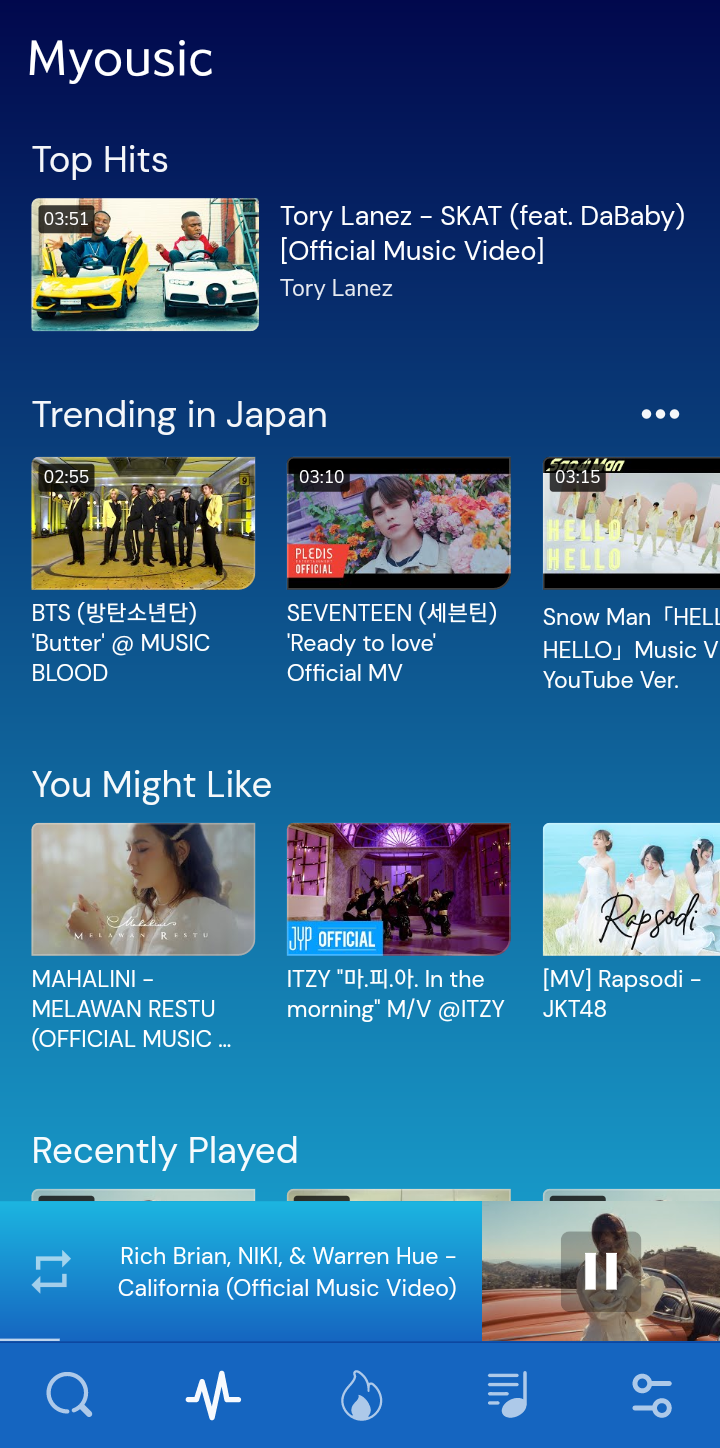 Myousic
Top Hits
03:51
Tory Lanez - SKAT (feat. DaBaby)
[Official Music Video]
Tory Lanez
Trending in Japan
02:55
03:10
Snow Man
03:15
PLEDIS
OFFICIAL
HELLO
HELLO
BTS (방탄소년단)
'Butter' @ MUSIC
BLOOD
SEVENTEEN (세븐틴)
'Ready to love'
Official MV
Snow Man「HELL
HELLO」Music V
YouTube Ver.
You Might Like
Mahalini
MELAWAN RESTU
JYP OFFICIAL
Rapsodi
MAHALINI -
MELAWAN RESTU
(OFFICIAL MUSIC ...
ITZY "마.피.아. In the
morning" M/V @ITZY
[MV] Rapsodi -
JKT48
Recently Played
Rich Brian, NIKI, & Warren Hue -
California (Official Music Video)